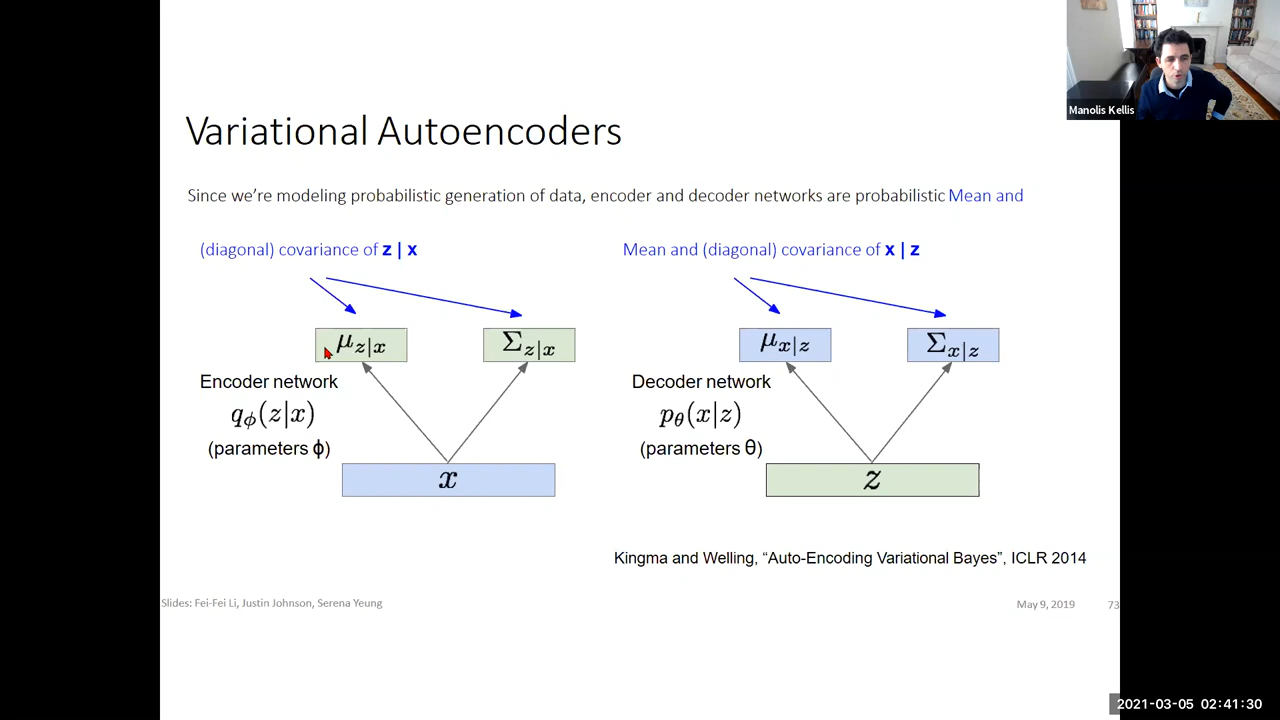 Manolis Kellis
Variational Autoencoders
Since we're modeling probabilistic generation of data, encoder and decoder networks are probabilistic Mean and
(diagonal) covariance of z | x
Mean and (diagonal) covariance of x | z
μz|x
Σz|x
μx|z
Σx|z
Encoder network
qϕ(z|x)
(parameters ϕ)
x
Decoder network
pθ(x|z)
(parameters θ)
z
Kingma and Welling, “Auto-Encoding Variational Bayes”, ICLR 2014
Slides: Fei-Fei Li, Justin Johnson, Serena Yeung
May 9, 2019
73
2021-03-05 02:41:30